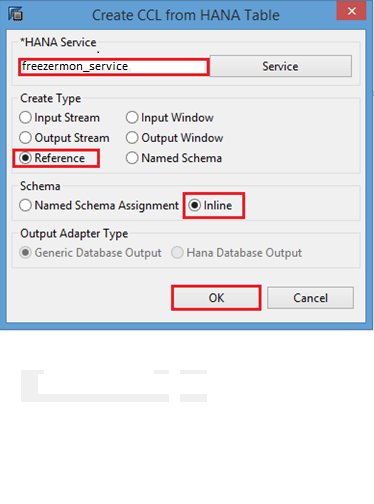 Create CCL from HANA Table
*HANA Service
freezermon_service
Service
Create Type
Input Stream
Input Window
Output Stream
Output Window
Reference
Named Schema
Schema
Named Schema Assignment
Inline
Output Adapter Type
Generic Database Output
Hana Database Output
OK
Cancel